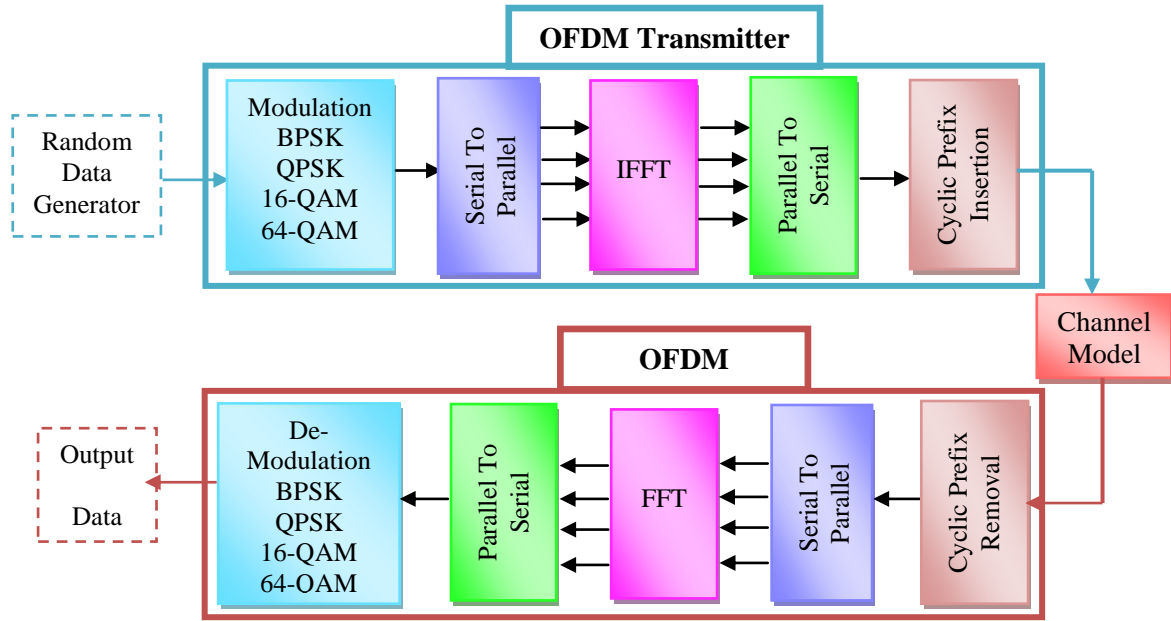 OFDM Transmitter
Random
Data
Generator
Modulation
BPSK
QPSK
16-QAM
64-QAM
Serial To
Parallel
IFFT
Parallel To
Serial
Cyclic Prefix
Insertion
Channel
Model
OFDM
Cyclic Prefix
Removal
Serial To
Parallel
FFT
Parallel To
Serial
De-
Modulation
BPSK
QPSK
16-QAM
64-OAM
Output
Data